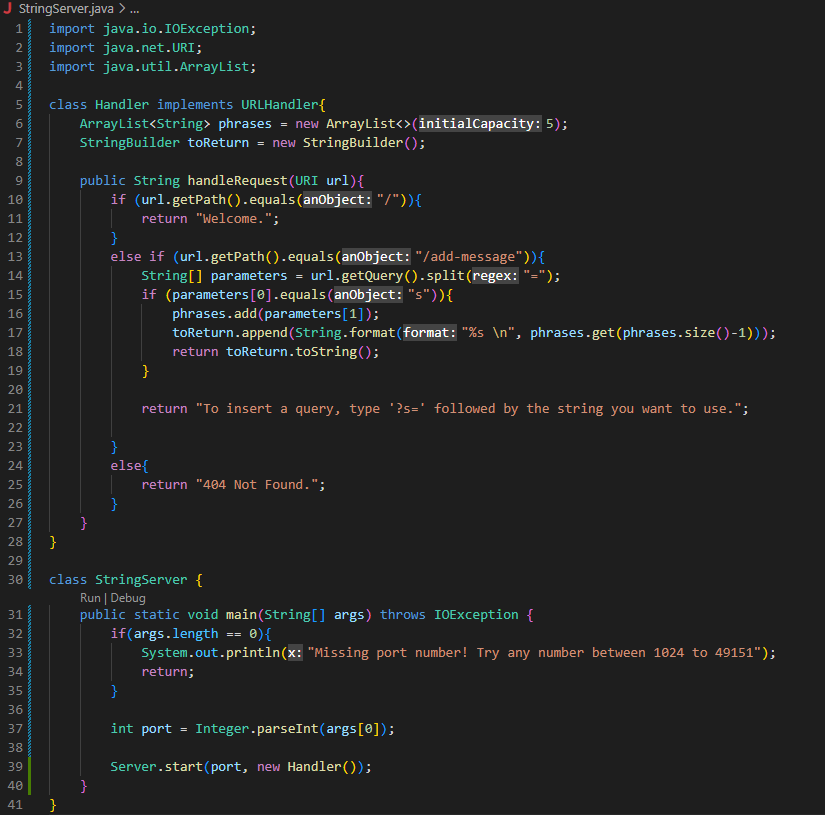 StringServer.java > ...
1 import java.io.IOException;
2 import java.net.URI;
3 import java.util.ArrayList;
4
5 class Handler implements URLHandler{
6     ArrayList<String> phrases = new ArrayList<>(initialCapacity: 5);
7     StringBuilder toReturn = new StringBuilder();
8
9     public String handleRequest(URI url){
10         if (url.getPath().equals(anObject: "/")){
11             return "Welcome.";
12         }
13         else if (url.getPath().equals(anObject: "/add-message")){
14             String[] parameters = url.getQuery().split(regex: "=");
15             if (parameters[0].equals(anObject: "s")){
16                 phrases.add(parameters[1]);
17                 toReturn.append(String.format(format: "%s \n", phrases.get(phrases.size()-1)));
18                 return toReturn.toString();
19             }
20
21             return "To insert a query, type '?s=' followed by the string you want to use.";
22
23         }
24         else{
25             return "404 Not Found.";
26         }
27     }
28 }
29
30 class StringServer {
Run | Debug
31     public static void main(String[] args) throws IOException {
32         if(args.length == 0){
33             System.out.println(x: "Missing port number! Try any number between 1024 to 49151");
34             return;
35         }
36
37         int port = Integer.parseInt(args[0]);
38
39         Server.start(port, new Handler());
40     }
41 }